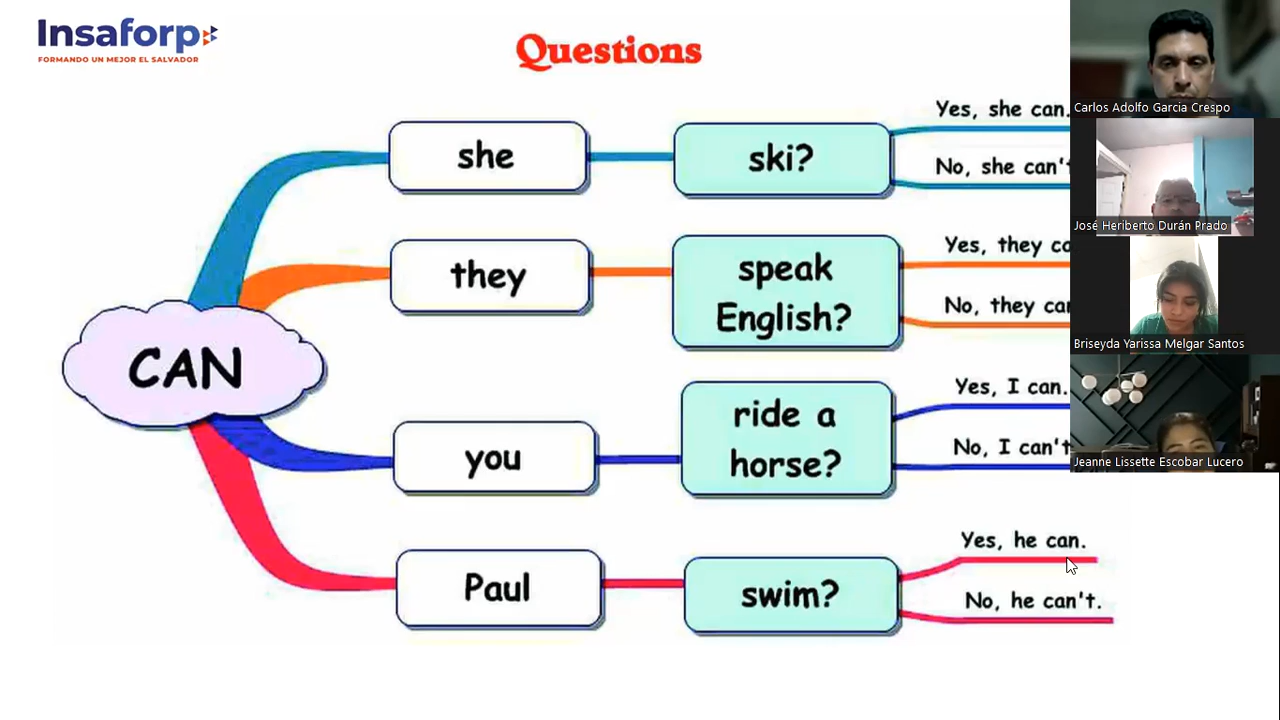 Insaforp
FORMANDO UN MEJOR EL SALVADOR
Questions
CAN
she
ski?
Yes, she can.
No, she can't
they
speak
English?
Yes, they
No, they
you
ride a
horse?
Yes, I can.
No, I can't
Paul
swim?
Yes, he can.
No, he can't.
Carlos Adolfo Garcia Crespo
José Heriberto Durán Prado
Briseyda Yarissa Melgar Santos
Jeanne Lissette Escobar Lucero